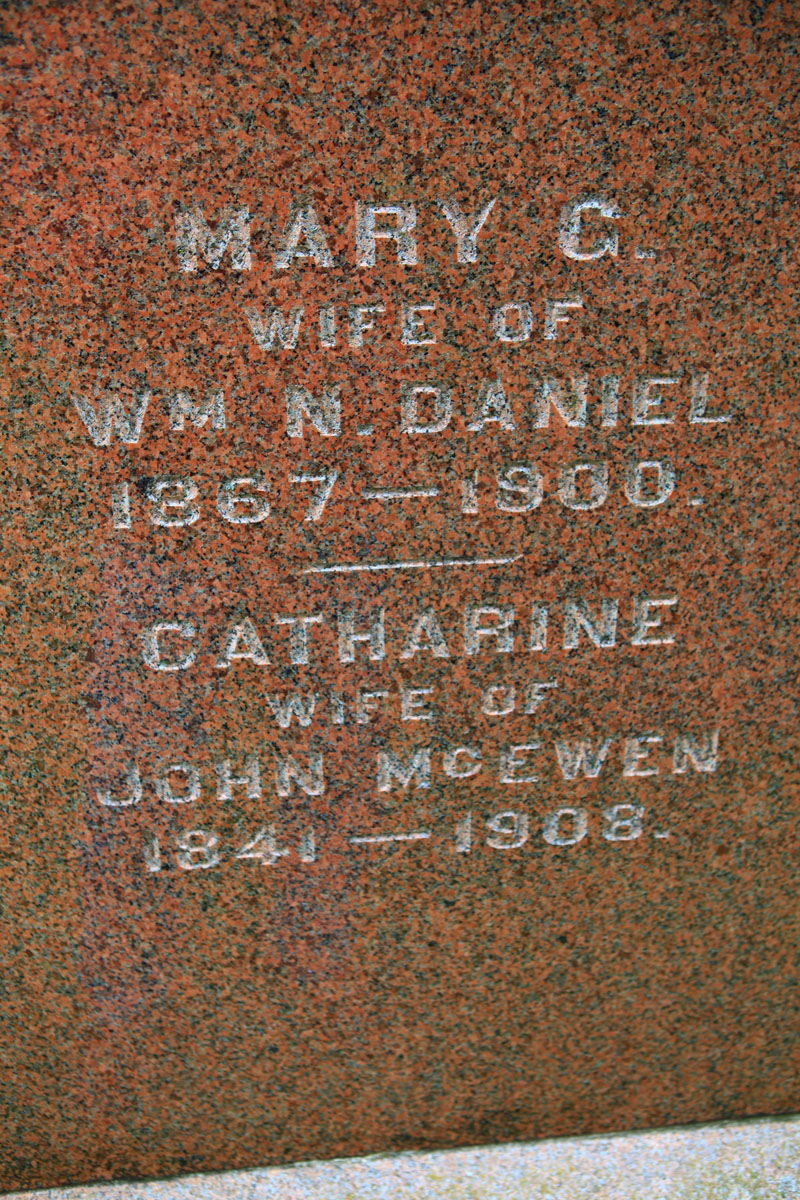 MARY G.
WIFE OF
WM N. DANIEL
1867—1900.
CATHARINE
WIFE OF
JOHN McEWEN
1841—1908.